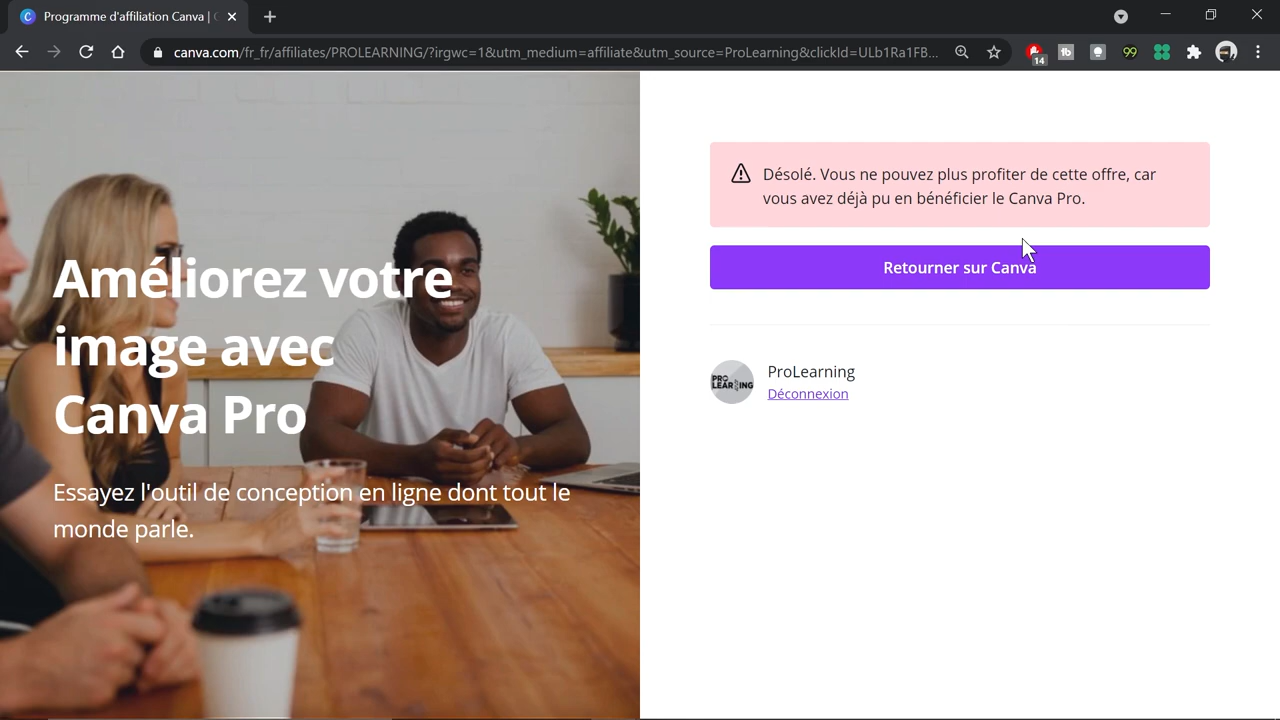 Programme d'affiliation Canva |
canva.com/fr_fr/affiliates/PROLEARNING/?irgwc=1&utm_medium=affiliate&utm_source=ProLearning&clickId=ULb1Ra1FB...
14
99
Améliorez votre
image avec
Canva Pro
Essayez l'outil de conception en ligne dont tout le
monde parle.
Désolé. Vous ne pouvez plus profiter de cette offre, car
vous avez déjà pu en bénéficier le Canva Pro.
Retourner sur Canva
PRO
LEARNING
ProLearning
Déconnexion